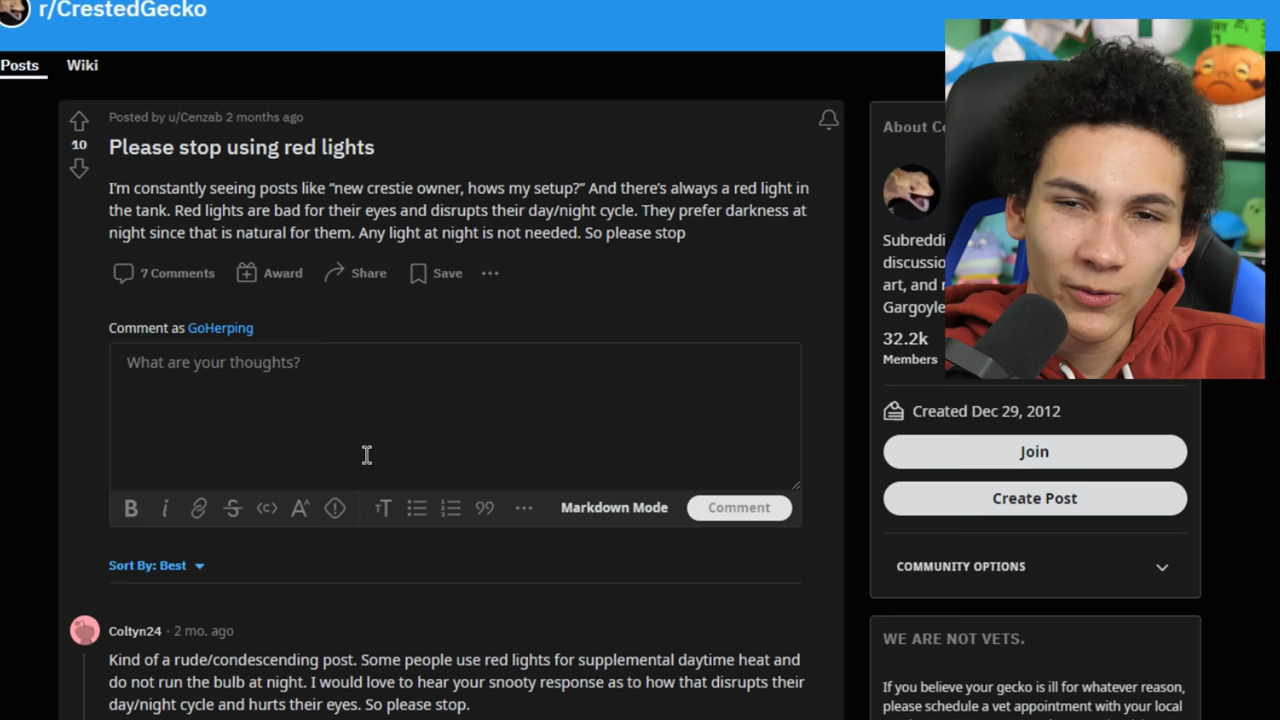 r/CrestedGecko
Posts
Wiki
Posted by u/Cenzab 2 months ago
10
Please stop using red lights
I'm constantly seeing posts like “new crestie owner, hows my setup?” And there's always a red light in
the tank. Red lights are bad for their eyes and disrupts their day/night cycle. They prefer darkness at
night since that is natural for them. Any light at night is not needed. So please stop
7 Comments
Award
Share
Save
Comment as GoHerping
What are your thoughts?
Markdown Mode
Comment
Sort By: Best
Coltyn24 · 2 mo. ago
Kind of a rude/condescending post. Some people use red lights for supplemental daytime heat and
do not run the bulb at night. I would love to hear your snooty response as to how that disrupts their
day/night cycle and hurts their eyes. So please stop.
About
Subreddi
discussio
art, and
Gargoyle
32.2k
Members
Created Dec 29, 2012
Join
Create Post
COMMUNITY OPTIONS
WE ARE NOT VETS.
If you believe your gecko is ill for whatever reason,
please schedule a vet appointment with your local